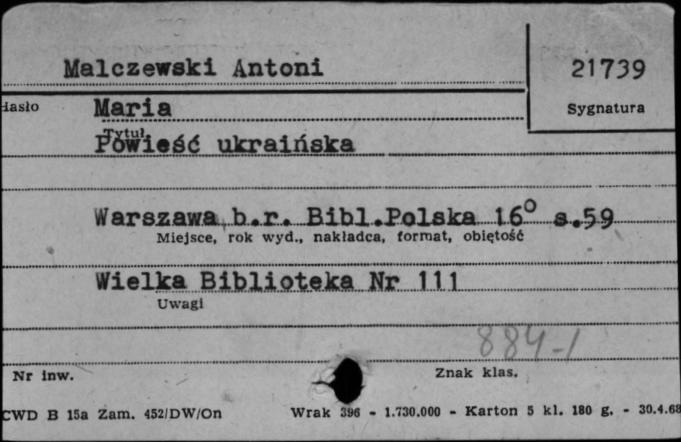 Malczewski Antoni
21739
Hasło
Maria
Sygnatura
Tytuł
Powieść ukraińska
Warszawa b.r. Bibl.Polska 16° s.59
Miejsce, rok wyd., nakładca, format, obiętość
Wielka Biblioteka Nr 111
Uwagi
884-1
Nr inw.
Znak klas.
CWD B 15a Zam. 452/DW/On Wrak 396 - 1.730.000 - Karton 5 kl. 180 g. - 30.4.68